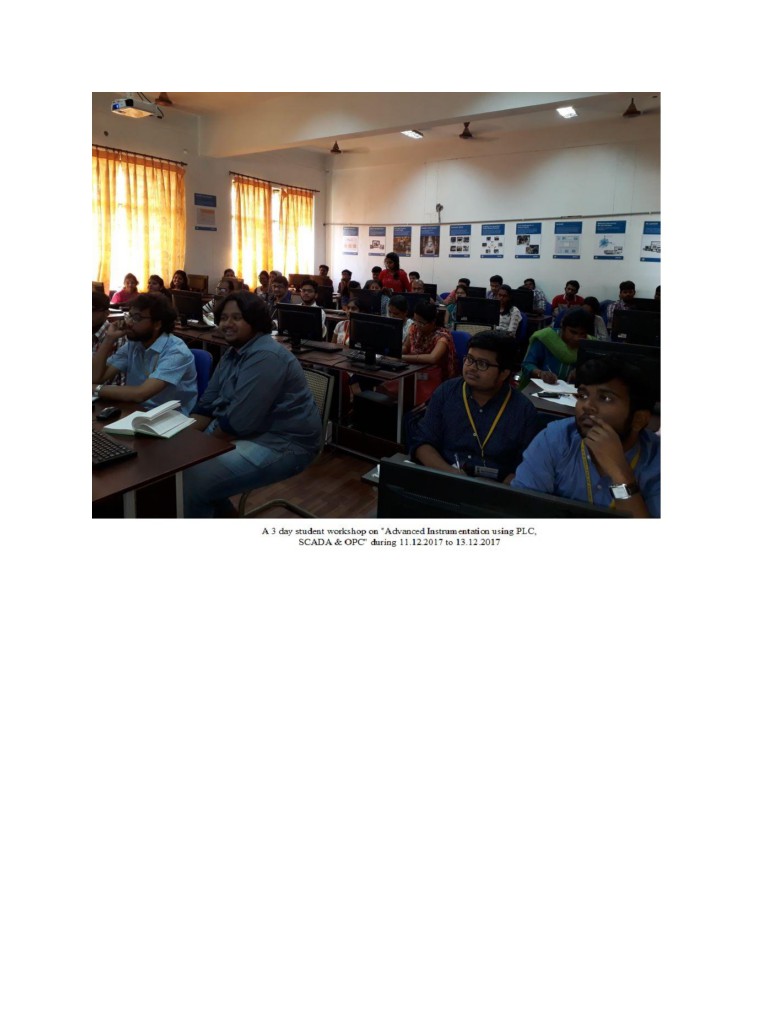 A 3 day student workshop on "Advanced Instrumentation using PLC,
SCADA & OPC" during 11.12.2017 to 13.12.2017